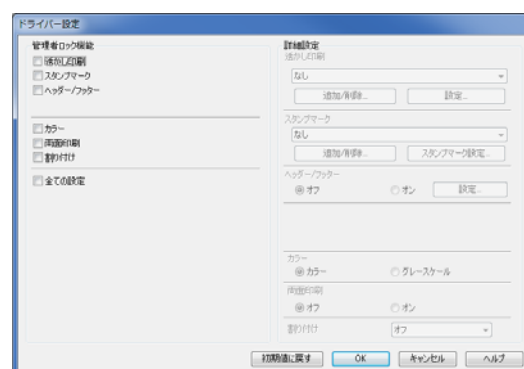 ドライバー設定
管理者ロック機能
透かし印刷
スタンプマーク
ヘッダー/フッター
カラー
両面印刷
割り付け
全ての設定
詳細設定
透かし印刷
なし
追加/削除...
設定...
スタンプマーク
なし
追加/削除...
スタンプマーク設定...
ヘッダー/フッター
オフ
オン
設定...
カラー
カラー
グレースケール
両面印刷
オフ
オン
割り付け
オフ
初期値に戻す
OK
キャンセル
ヘルプ